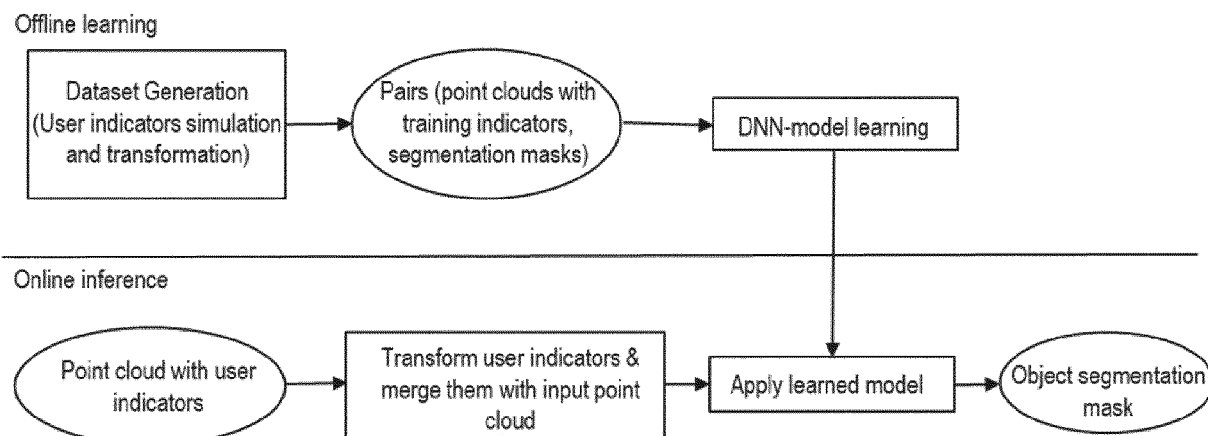 Offline learning
Dataset Generation
(User indicators simulation
and transformation)
Pairs (point clouds with
training indicators,
segmentation masks)
DNN-model learning
Online inference
Point cloud with user
indicators
Transform user indicators &
merge them with input point
cloud
Apply learned model
Object segmentation
mask